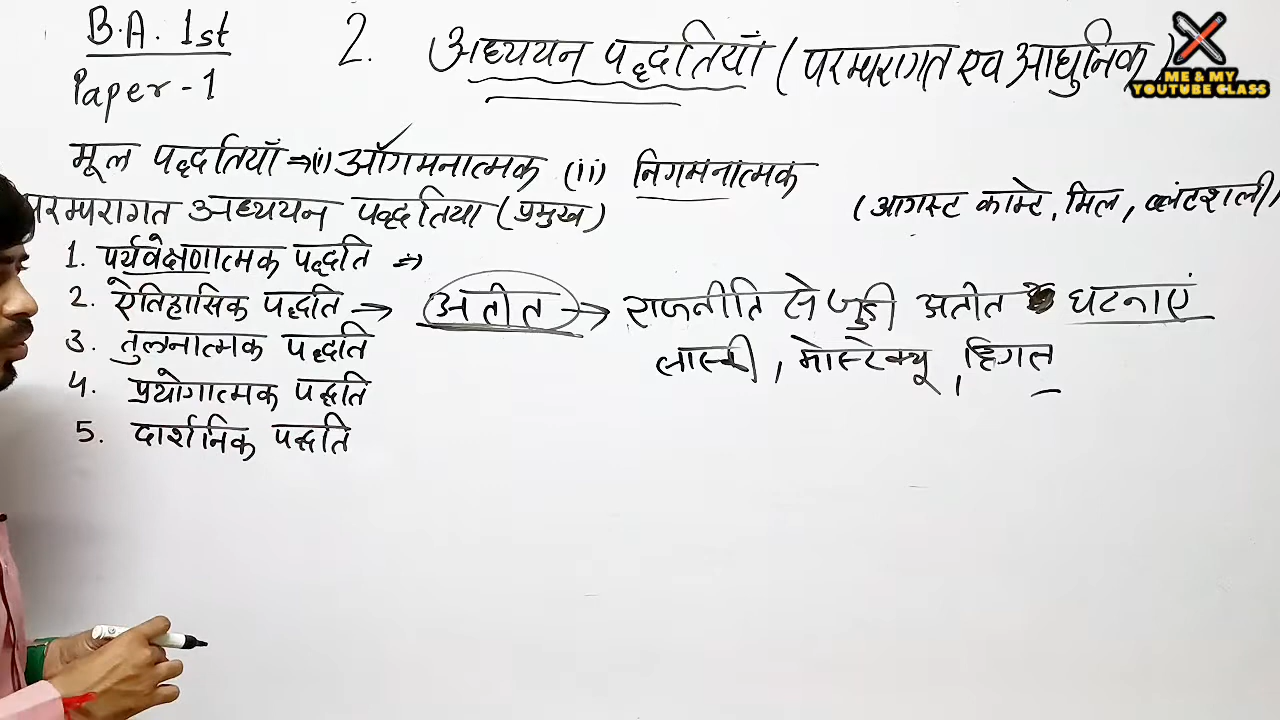 B.A. 1st
Paper - 1
2. अध्ययन पद्धतियाँ (परम्परागत एव आधुनिक)
ME & MY
YOUTUBE CLASS
मूल पद्धतियाँ ⇒ (i) ऑगमनात्मक (ii) निगमनात्मक
परम्परागत अध्ययन पद्धतिया (प्रमुख)
(आगस्ट काम्टे, मिल, ब्लंटशली)
1. पर्यवेक्षणात्मक पद्धति ⇒
2. ऐतिहासिक पद्धति → अतीत → राजनीति से जुडी अतीत घटनाएं
लास्की, मोस्टेक्यू, हिगल
3. तुलनात्मक पद्धति
4. प्रयोगात्मक पद्धति
5. दार्शनिक पद्धति